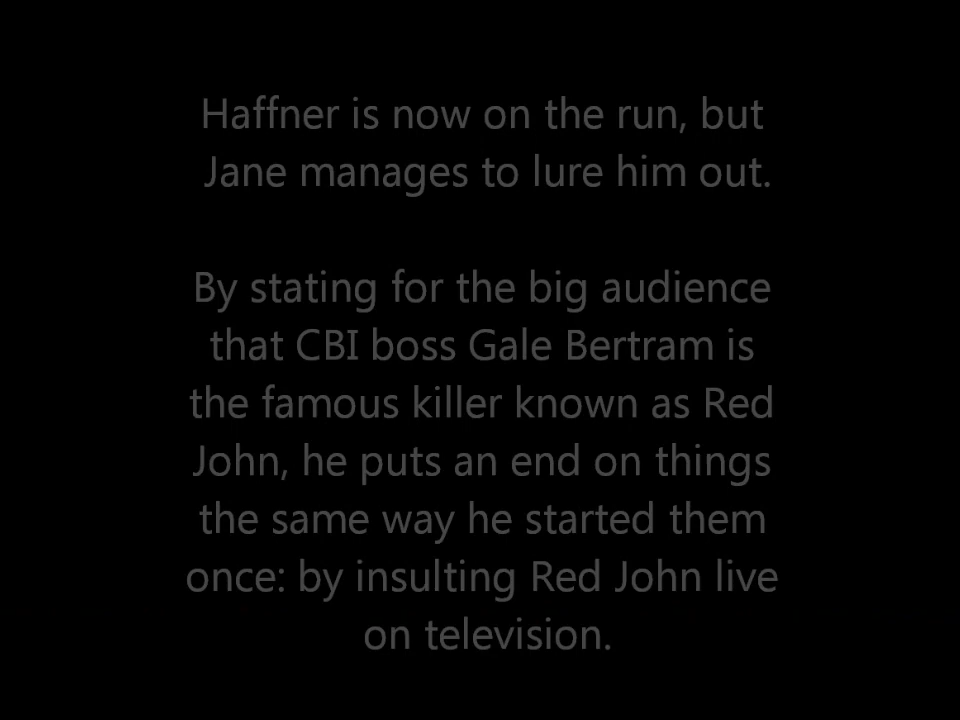 Haffner is now on the run, but
Jane manages to lure him out.
By stating for the big audience
that CBI boss Gale Bertram is
the famous killer known as Red
John, he puts an end on things
the same way he started them
once: by insulting Red John live
on television.